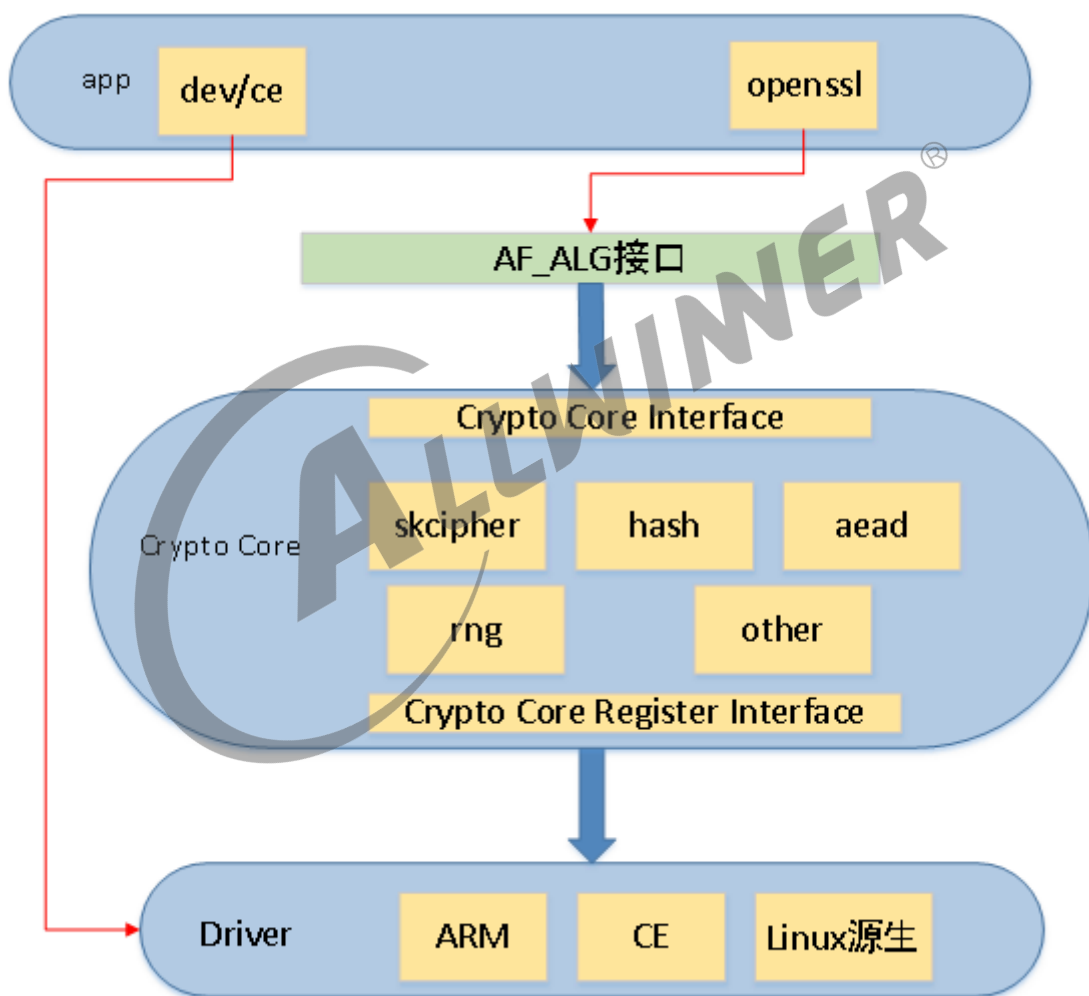 app
dev/ce
openssl
AF_ALG接口
Crypto Core Interface
skcipher
hash
aead
Crypto Core
rng
other
Crypto Core Register Interface
Driver
ARM
CE
Linux源生
ALLWINNER®